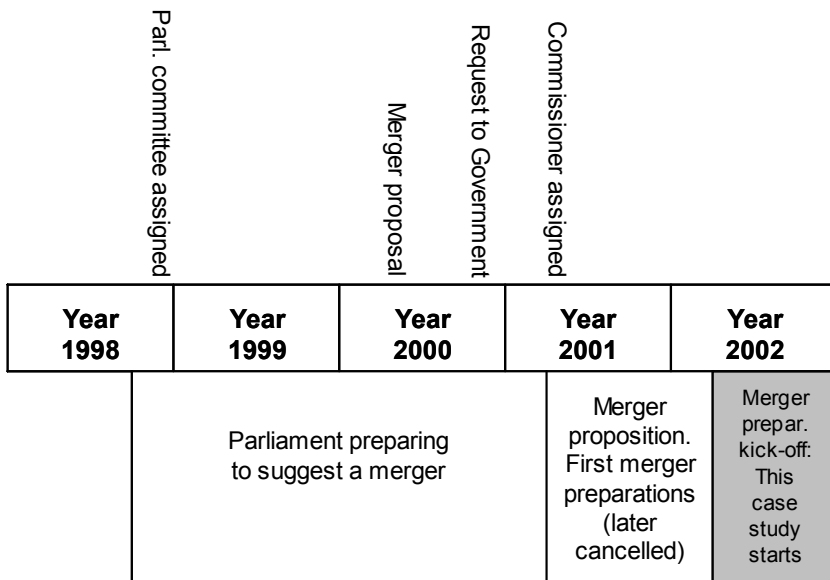 Parl. committee assigned
Merger proposal
Request to Government
Commissioner assigned
Year
1998
Year
1999
Year
2000
Year
2001
Year
2002
Parliament preparing
to suggest a merger
Merger
proposition.
First merger
preparations
(later
cancelled)
Merger
prepar.
kick-off:
This
case
study
starts